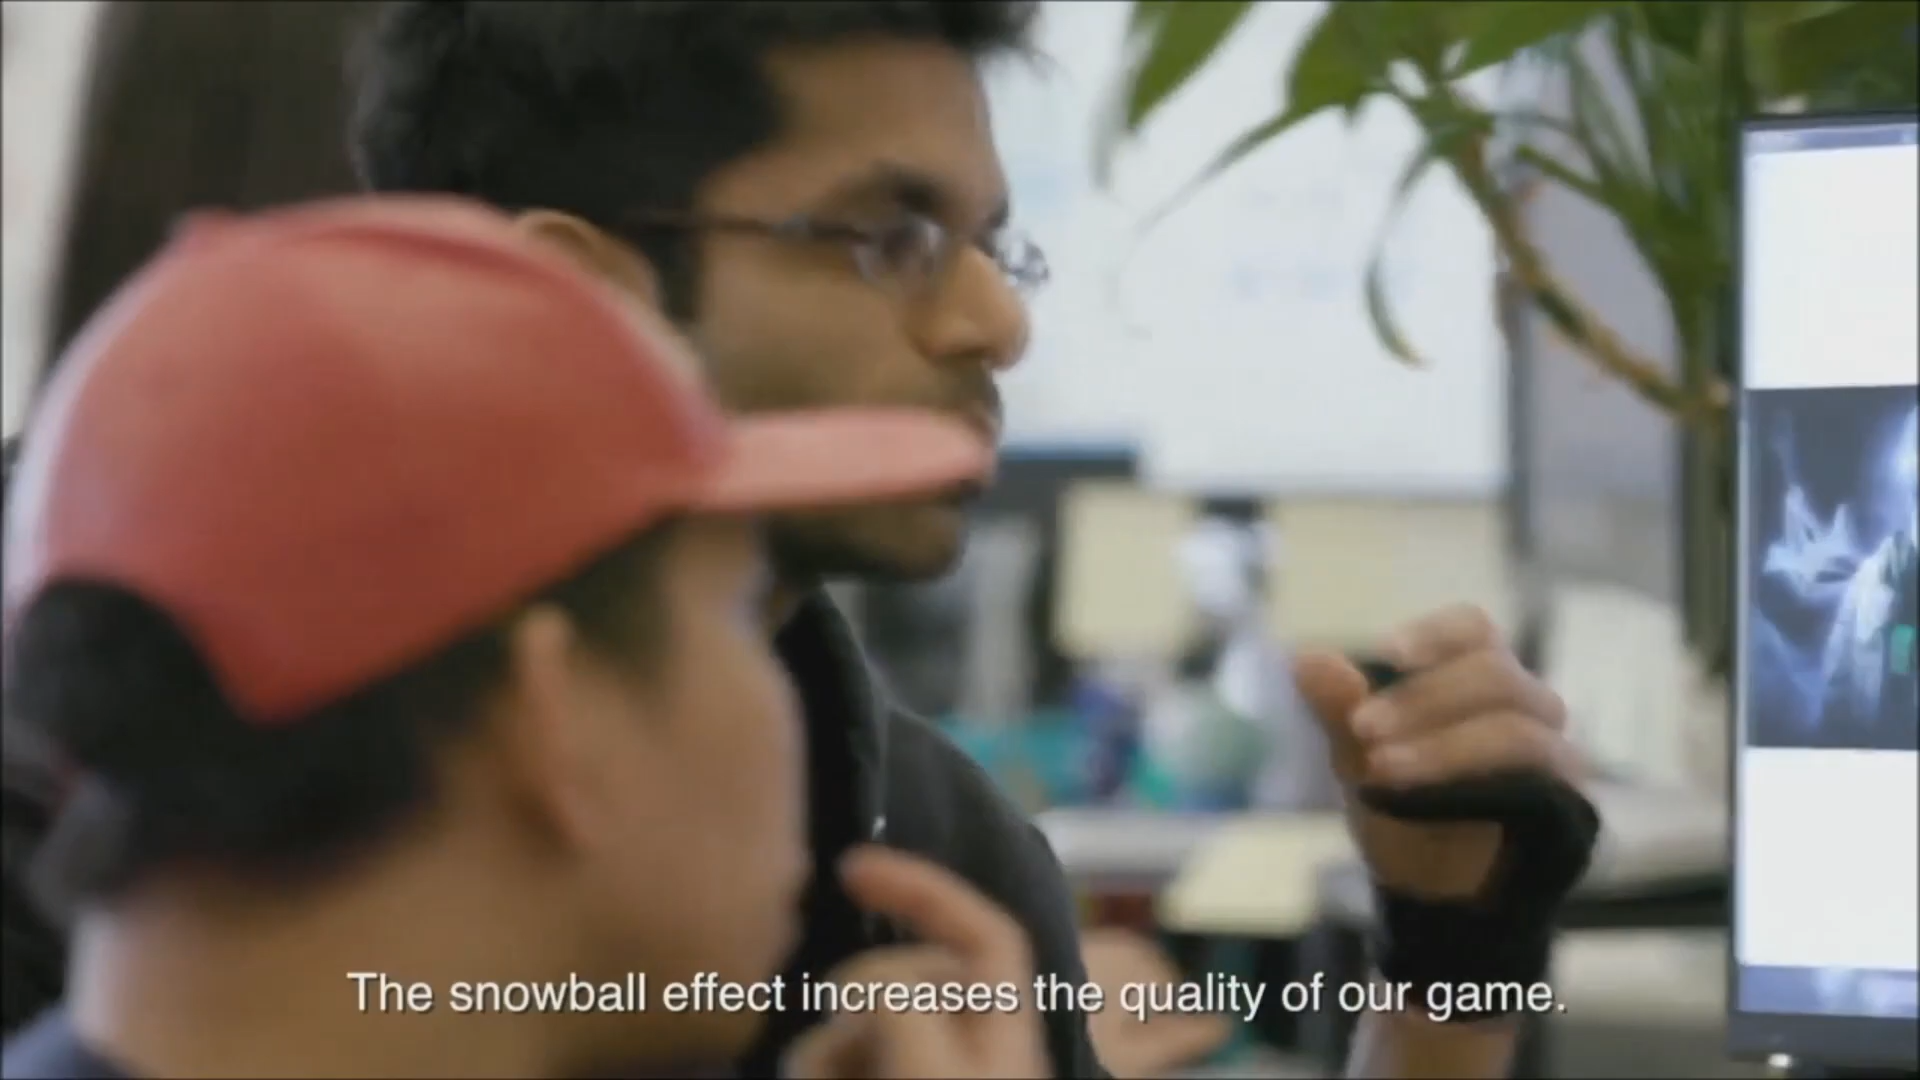 The snowball effect increases the quality of our game.